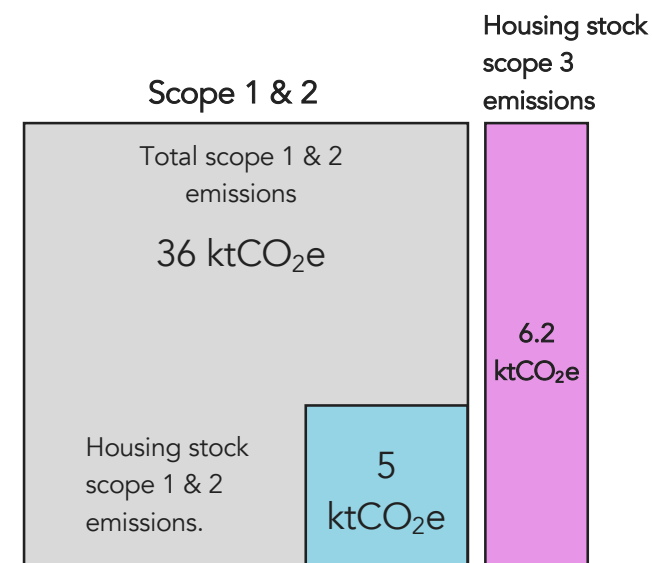 Housing stock
scope 3
emissions
Scope 1 & 2
Total scope 1 & 2
emissions
36 ktCO₂e
6.2
ktCO₂e
Housing stock
scope 1 & 2
emissions.
5
ktCO₂e